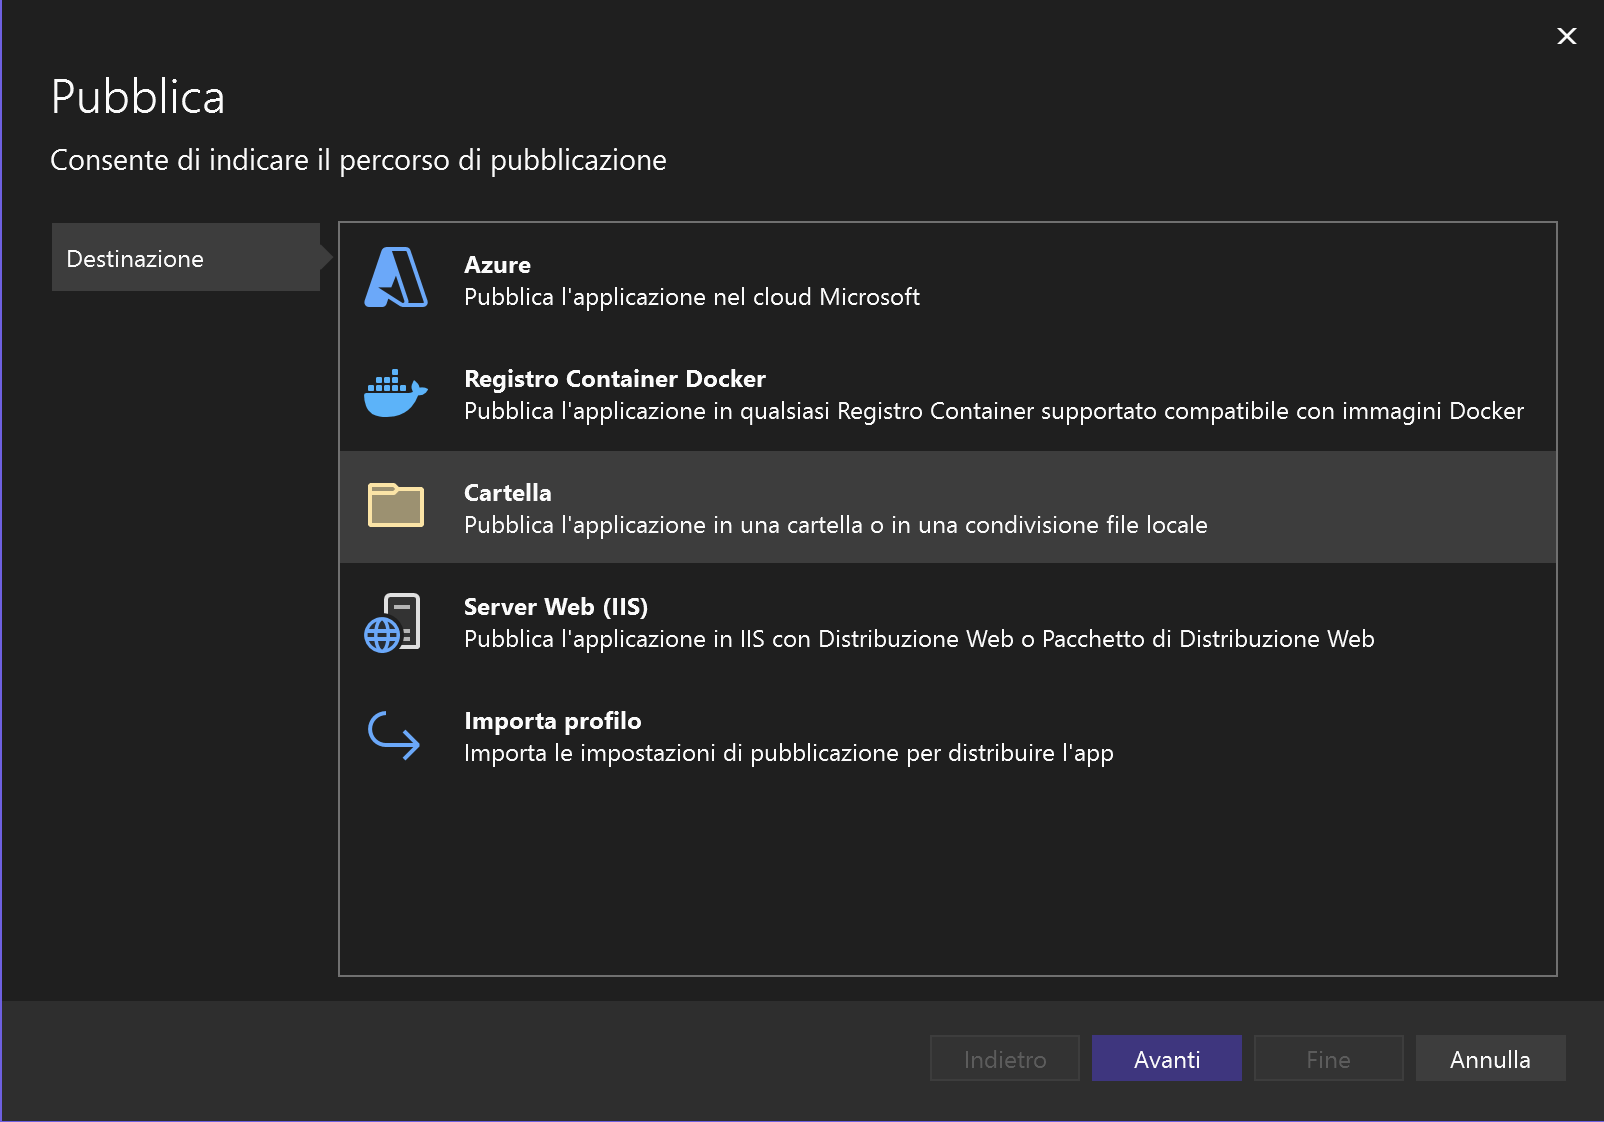 Pubblica
Consente di indicare il percorso di pubblicazione
Destinazione
Azure
Pubblica l'applicazione nel cloud Microsoft
Registro Container Docker
Pubblica l'applicazione in qualsiasi Registro Container supportato compatibile con immagini Docker
Cartella
Pubblica l'applicazione in una cartella o in una condivisione file locale
Server Web (IIS)
Pubblica l'applicazione in IIS con Distribuzione Web o Pacchetto di Distribuzione Web
Importa profilo
Importa le impostazioni di pubblicazione per distribuire l'app
Indietro
Avanti
Fine
Annulla